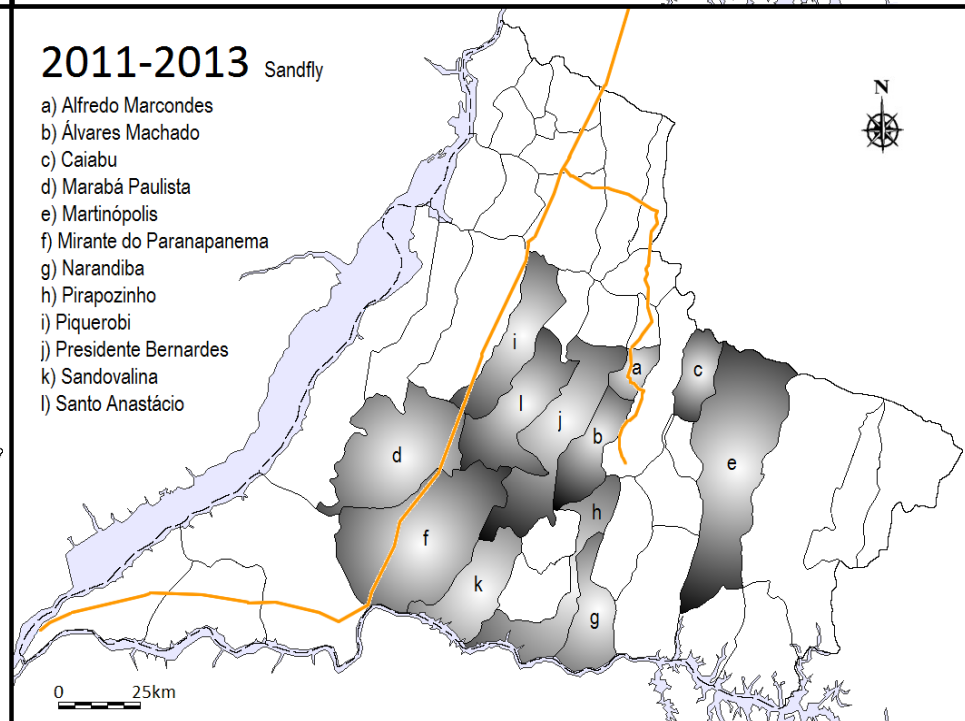 2011-2013 Sandfly
a) Alfredo Marcondes
b) Álvares Machado
c) Caiabu
d) Marabá Paulista
e) Martinópolis
f) Mirante do Paranapanema
g) Narandiba
h) Pirapozinho
i) Piquerobi
j) Presidente Bernardes
k) Sandovalina
l) Santo Anastácio
N
i
a
c
l
j
b
d
e
h
f
k
g
0 25km